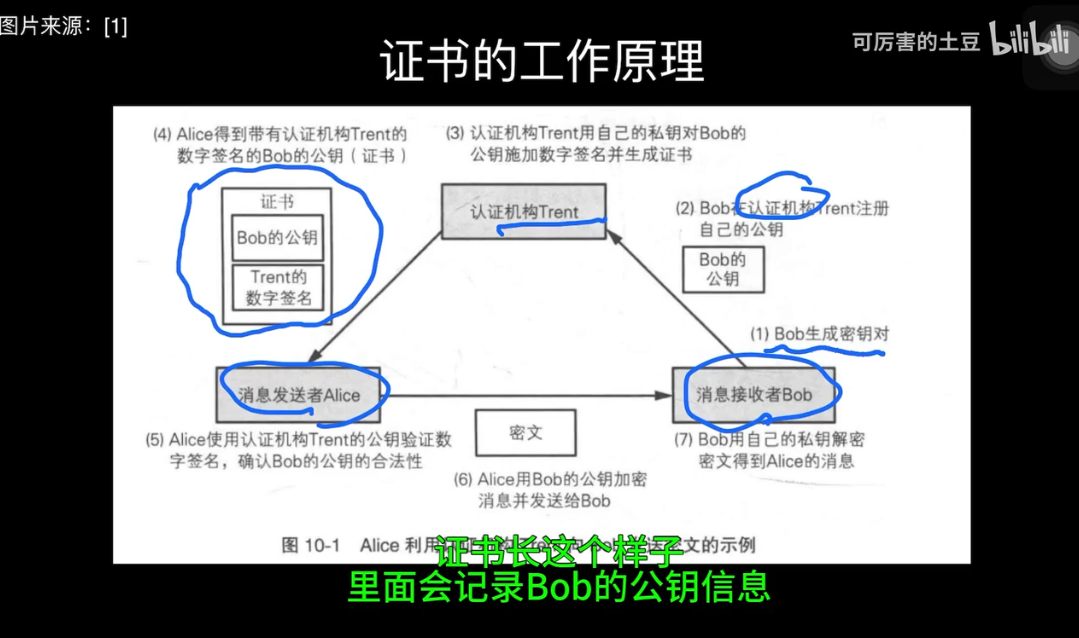 图片来源：[1]
可厉害的土豆 bilibili
证书的工作原理
(4) Alice得到带有认证机构Trent的
数字签名的Bob的公钥（证书）
(3) 认证机构Trent用自己的私钥对Bob的
公钥施加数字签名并生成证书
证书
Bob的公钥
Trent的
数字签名
认证机构Trent
(2) Bob在认证机构Trent注册
自己的公钥
Bob的
公钥
(1) Bob生成密钥对
消息发送者Alice
消息接收者Bob
密文
(5) Alice使用认证机构Trent的公钥验证数
字签名，确认Bob的公钥的合法性
(6) Alice用Bob的公钥加密
消息并发送给Bob
(7) Bob用自己的私钥解密
密文得到Alice的消息
图 10-1 Alice 利用 密文的示例
证书长这个样子
里面会记录Bob的公钥信息